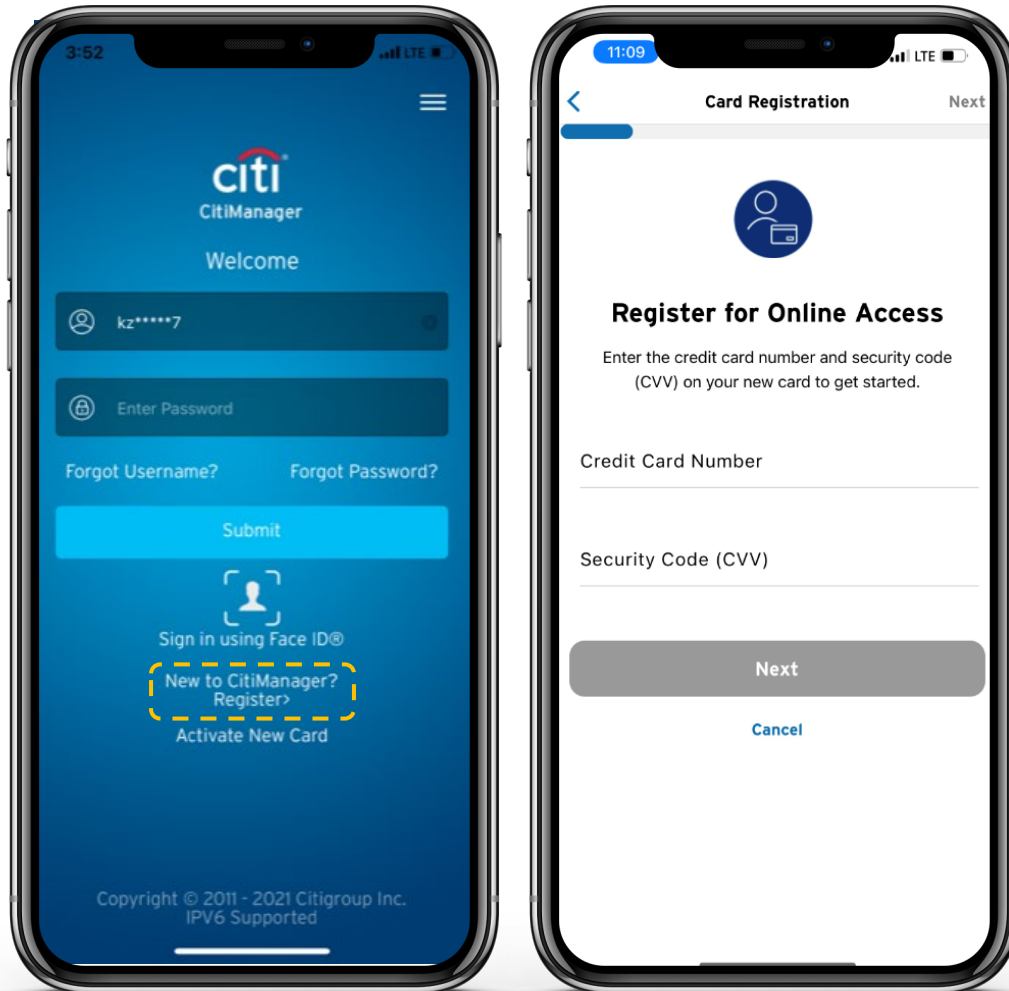 3:52
LTE
citi
CitiManager
Welcome
kz*****7
Enter Password
Forgot Username? Forgot Password?
Submit
Sign in using Face ID®
New to CitiManager?
Register>
Activate New Card
Copyright © 2011 - 2021 Citigroup Inc.
IPV6 Supported
11:09
LTE
Card Registration
Next
Register for Online Access
Enter the credit card number and security code
(CVV) on your new card to get started.
Credit Card Number
Security Code (CVV)
Next
Cancel